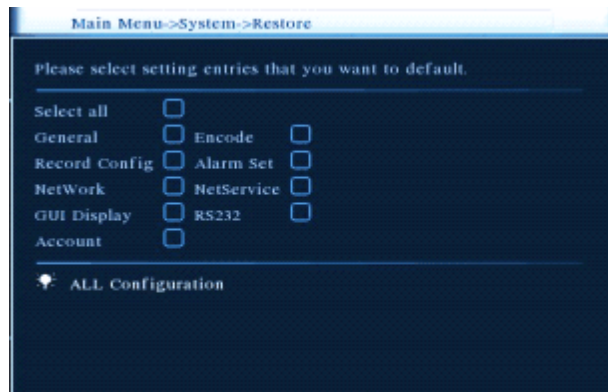 Main Menu->System->Restore
Please select setting entries that you want to default.
Select all
General Encode
Record Config Alarm Set
NetWork NetService
GUI Display RS232
Account
ALL Configuration